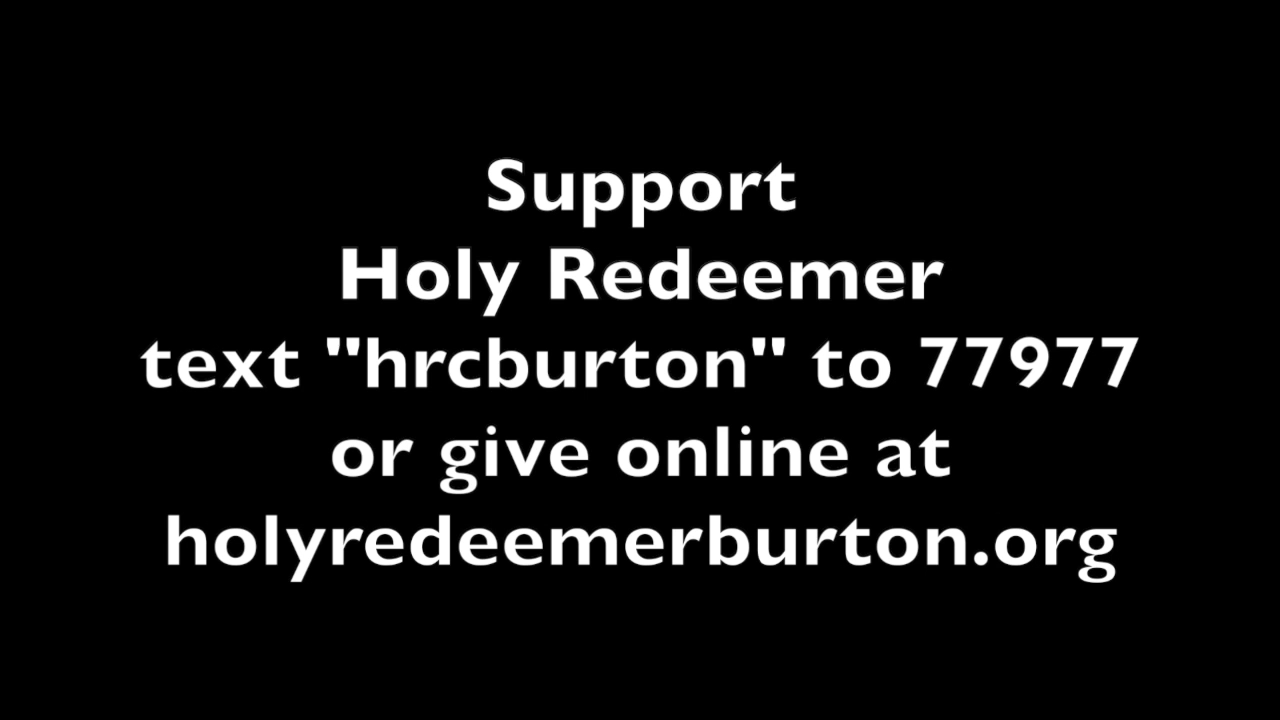 Support
Holy Redeemer
text "hrcburton" to 77977
or give online at
holyredeemerburton.org